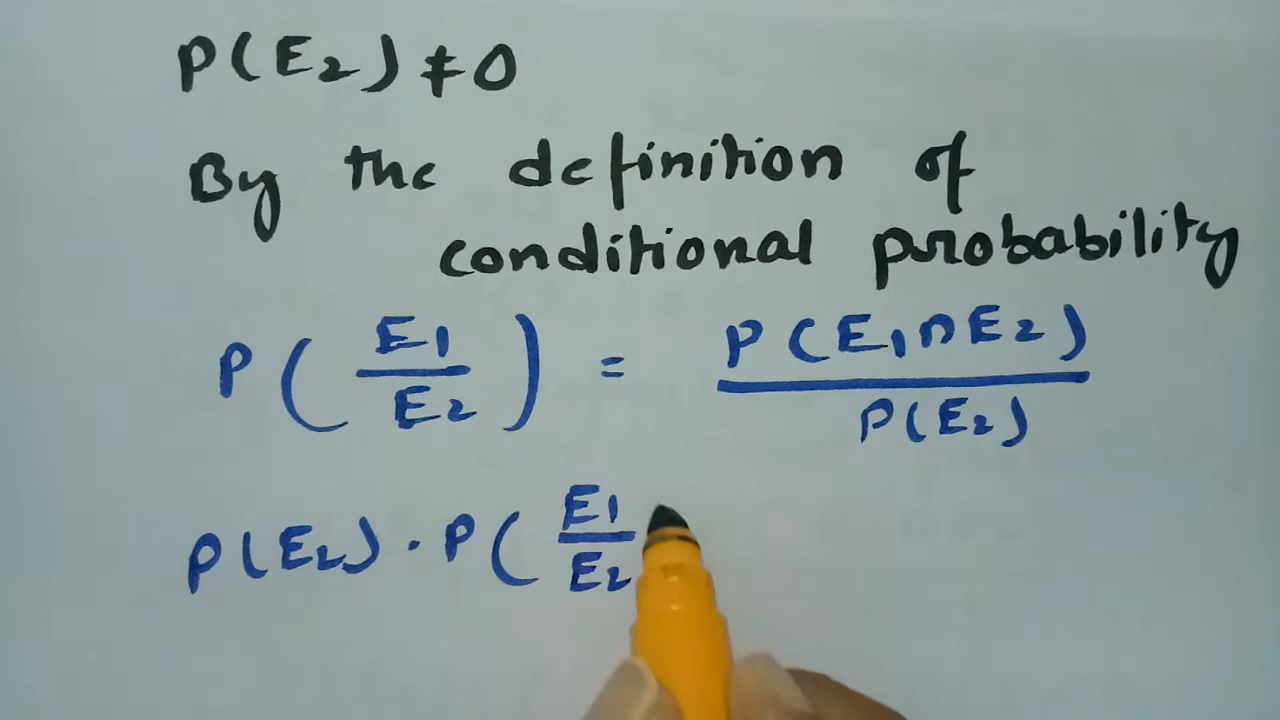 P(E2) ≠ 0
By the definition of
conditional probability
P(E1/E2) = P(E1∩E2)/P(E2)
P(E2) · P(E1/E2